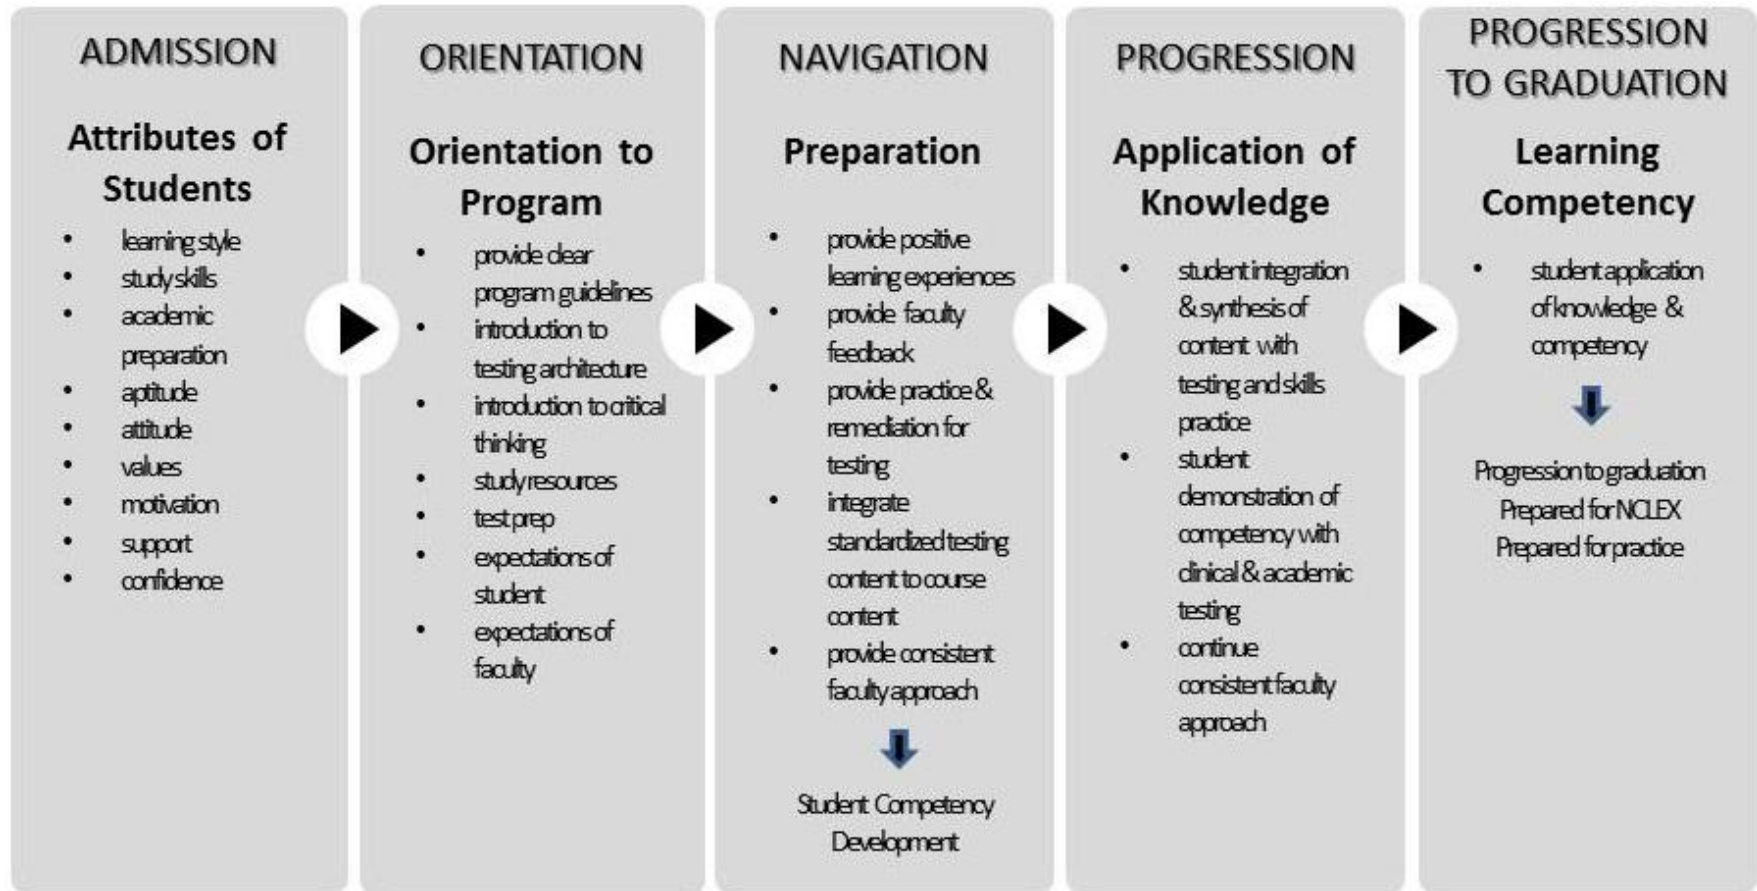 ADMISSION
Attributes of
Students
• learning style
• study skills
• academic
preparation
• aptitude
• attitude
• values
• motivation
• support
• confidence
ORIENTATION
Orientation to
Program
• provide clear
program guidelines
• introduction to
testing architecture
• introduction to critical
thinking
• study resources
• test prep
• expectations of
student
• expectations of
faculty
NAVIGATION
Preparation
• provide positive
learning experiences
• provide faculty
feedback
• provide practice &
remediation for
testing
• integrate
standardized testing
content to course
content
• provide consistent
faculty approach
Student Competency
Development
PROGRESSION
Application of
Knowledge
• student integration
& synthesis of
content with
testing and skills
practice
• student
demonstration of
competency with
clinical & academic
testing
• continue
consistent faculty
approach
PROGRESSION
TO GRADUATION
Learning
Competency
• student application
of knowledge &
competency
Progression to graduation
Prepared for NCLEX
Prepared for practice